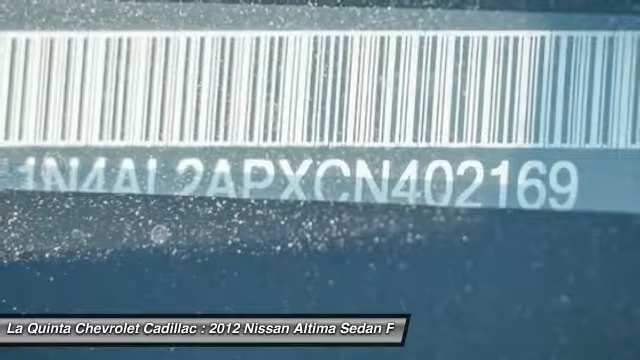 1N4AL2APXCN402169
La Quinta Chevrolet Cadillac : 2012 Nissan Altima Sedan F